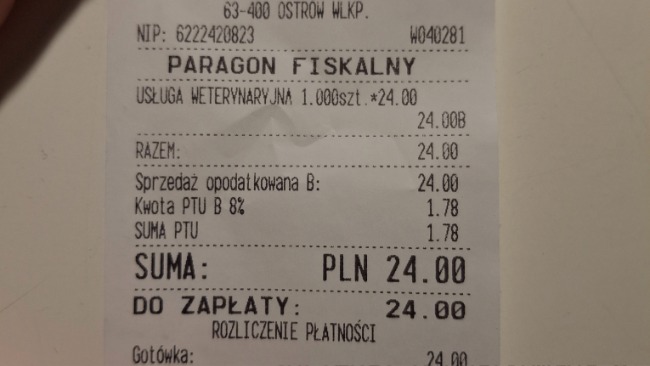 63-400 OSTRÓW WLKP.
NIP: 6222420823 W040281
PARAGON FISKALNY
USŁUGA WETERYNARYJNA 1.000szt.*24.00
24.00B
RAZEM: 24.00
Sprzedaż opodatkowana B: 24.00
Kwota PTU B 8% 1.78
SUMA PTU 1.78
SUMA: PLN 24.00
DO ZAPŁATY: 24.00
ROZLICZENIE PŁATNOŚCI
Gotówka: 24.00